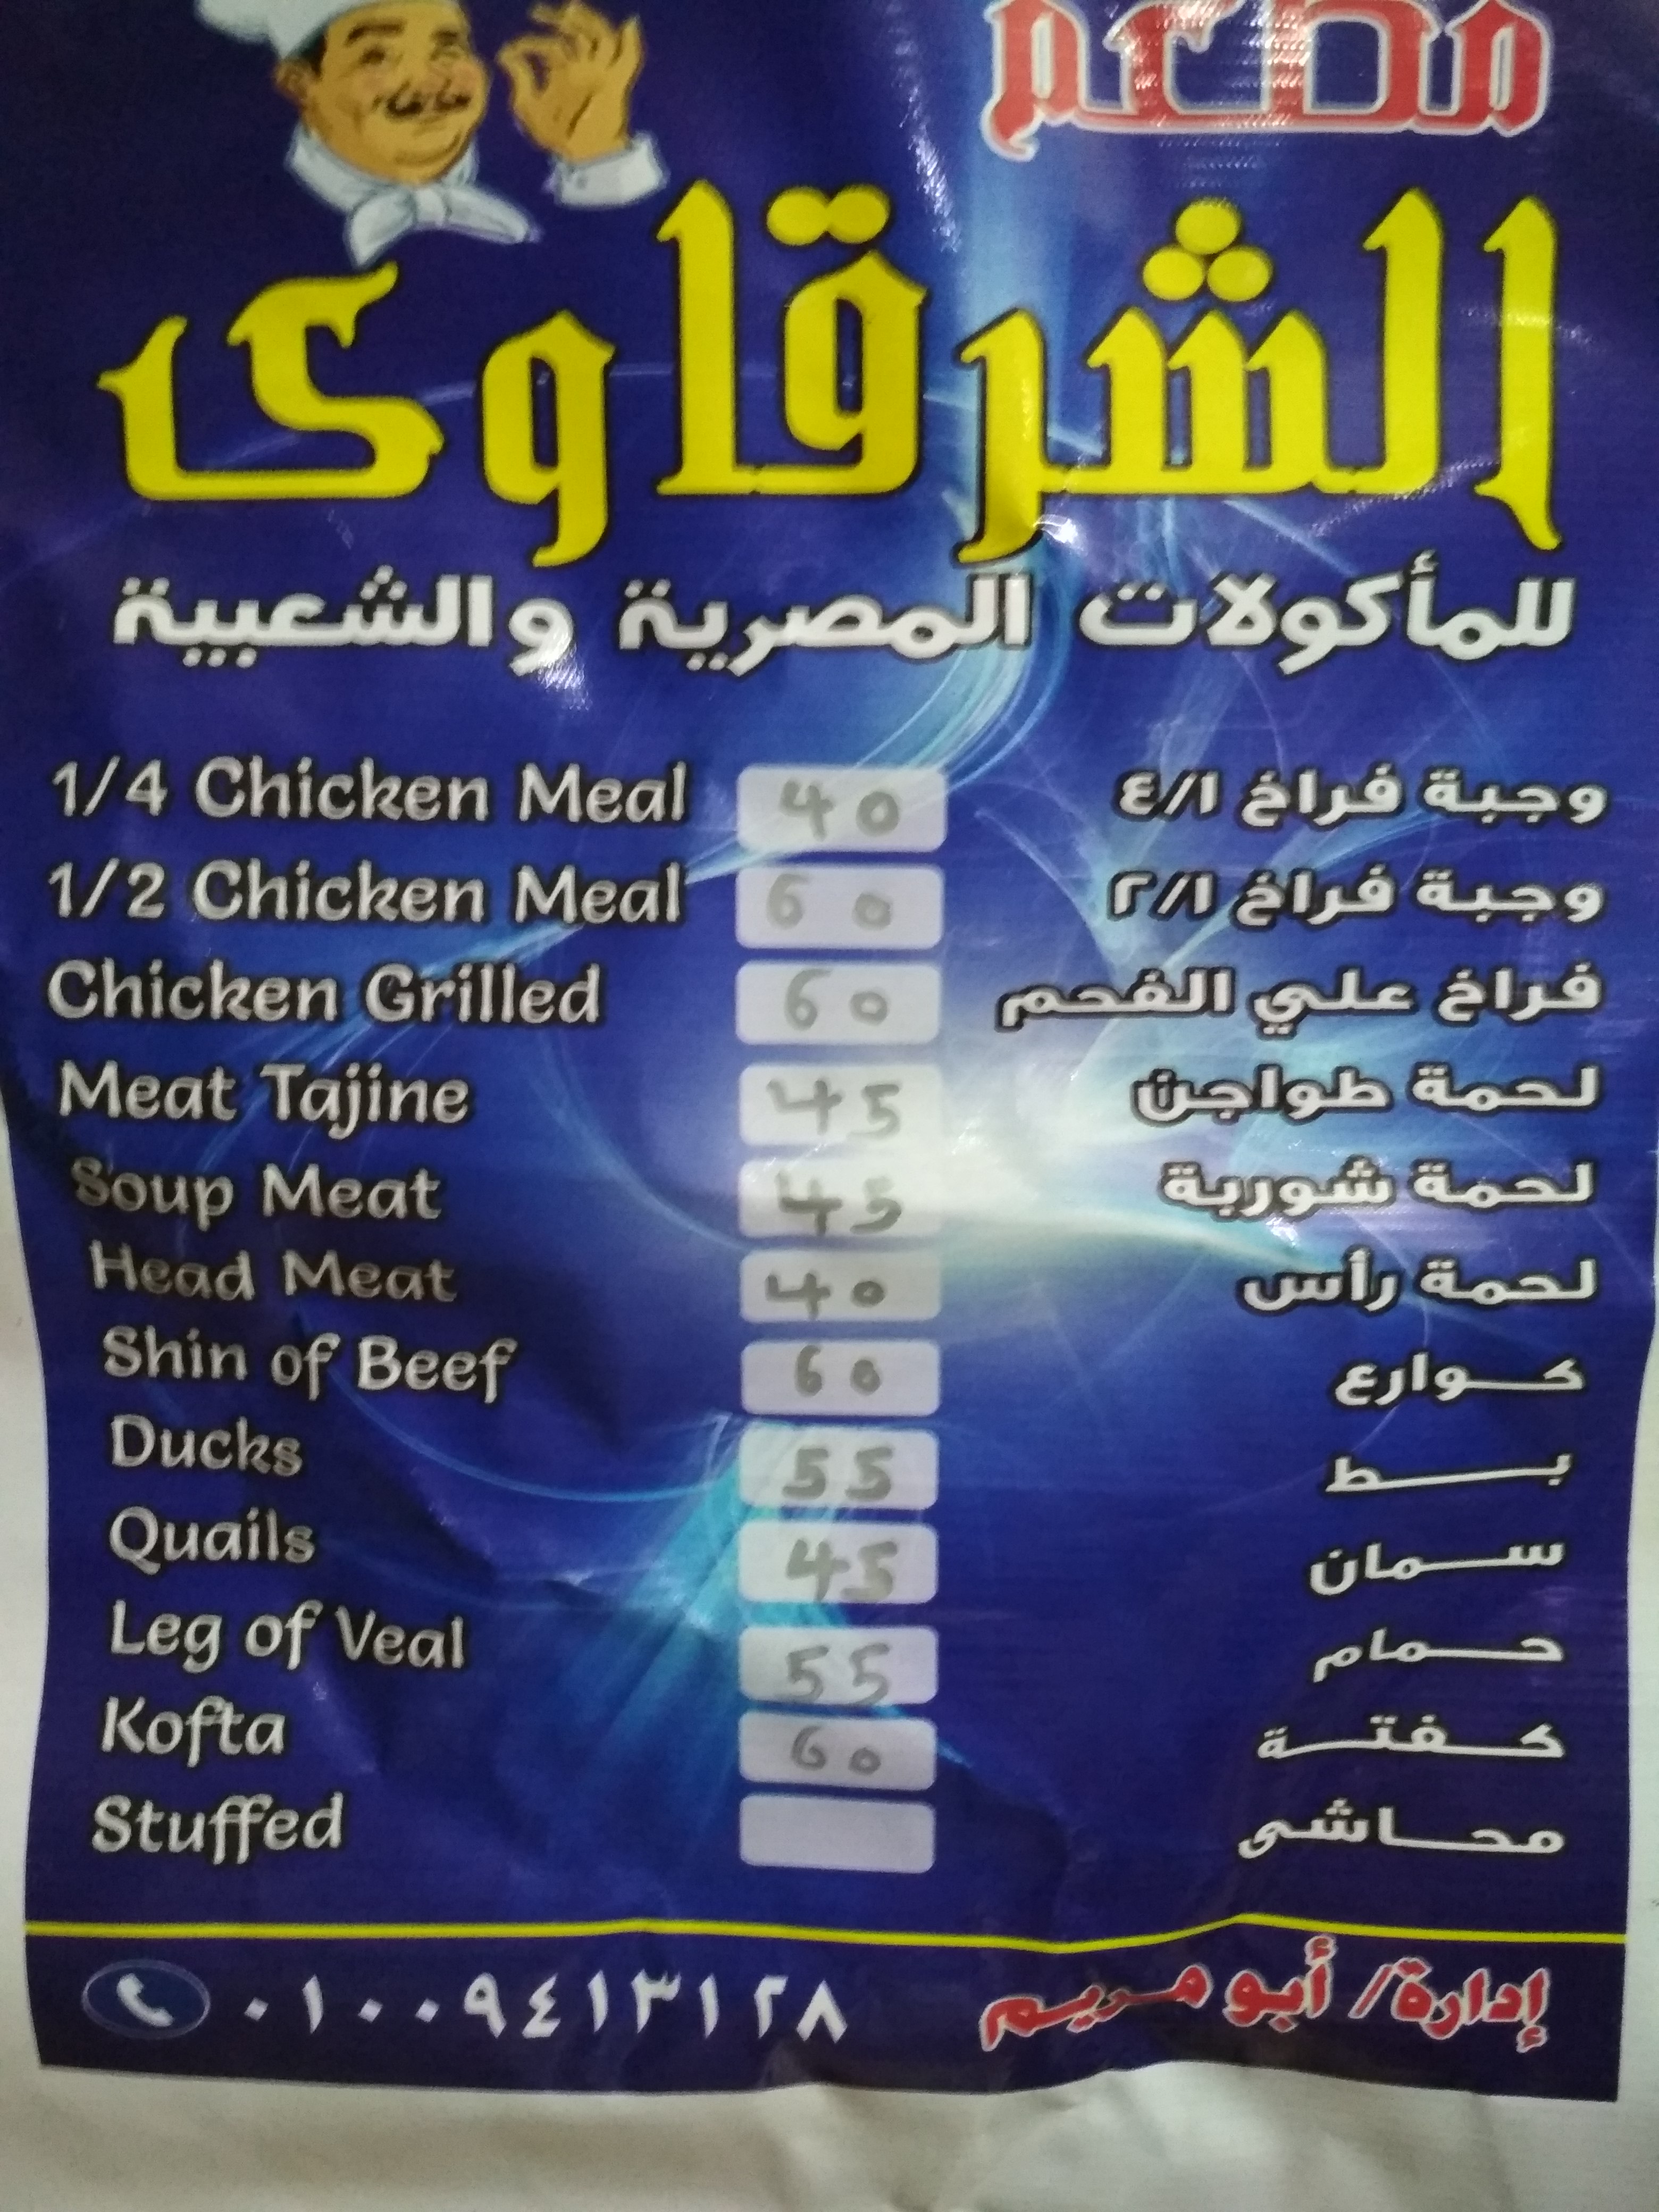 مطعم
الشرقاوى
للمأكولات المصرية والشعبية
1/4 Chicken Meal 40 وجبة فراخ ٤/١
1/2 Chicken Meal 60 وجبة فراخ ٢/١
Chicken Grilled 60 فراخ علي الفحم
Meat Tajine 45 لحمة طواجن
Soup Meat 45 لحمة شوربة
Head Meat 40 لحمة رأس
Shin of Beef 60 كوارع
Ducks 55 بط
Quails 45 سمان
Leg of Veal 55 حمام
Kofta 60 كفتة
Stuffed محاشى
إدارة/ أبو مريم ٠١٠٠٩٤١٣١٢٨